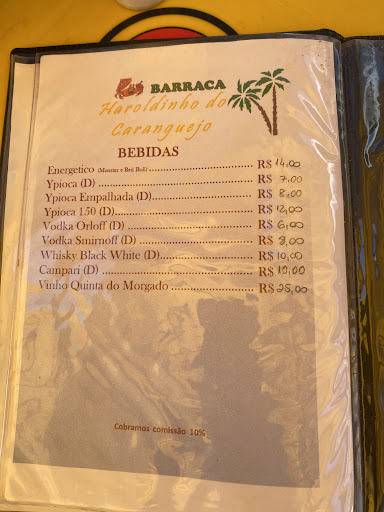 BARRACA
Haroldinho do
Caranguejo
BEBIDAS
Energetico (Monster e Red Bull) R$ 14,00
Ypioca (D) R$ 7,00
Ypioca Empalhada (D) R$ 8,00
Ypioca 150 (D) R$ 12,00
Vodka Orloff (D) R$ 6,00
Vodka Smirnoff (D) R$ 8,00
Whisky Black White (D) R$ 10,00
Campari (D) R$ 10,00
Vinho Quinta do Morgado R$ 25,00
Cobramos comissão 10%